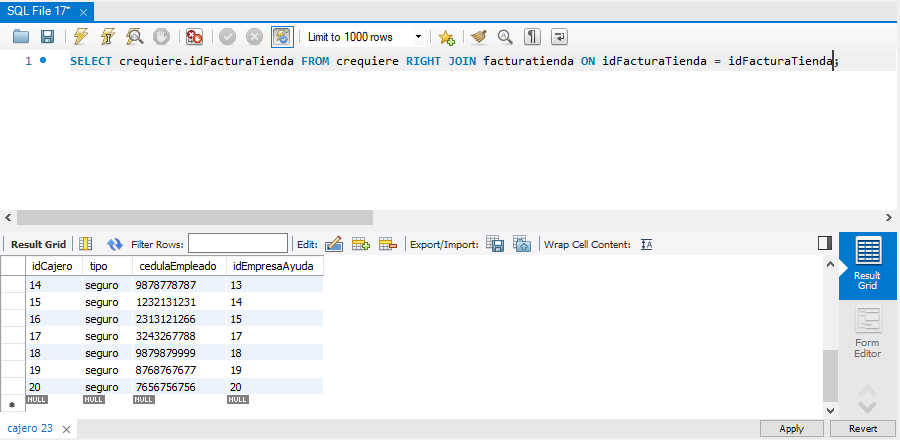 SQL File 17*
Limit to 1000 rows
1 SELECT crequiere.idFacturaTienda FROM crequiere RIGHT JOIN facturatienda ON idFacturaTienda = idFacturaTienda;
Result Grid Filter Rows: Edit: Export/Import: Wrap Cell Content: IA
idCajero tipo cedulaEmpleado idEmpresaAyuda
14 seguro 9878778787 13
15 seguro 1232131231 14
16 seguro 2313121266 15
17 seguro 3243267788 17
18 seguro 9879879999 18
19 seguro 8768767677 19
20 seguro 7656756756 20
NULL NULL NULL NULL
Result
Grid
Form
Editor
cajero 23
Apply Revert